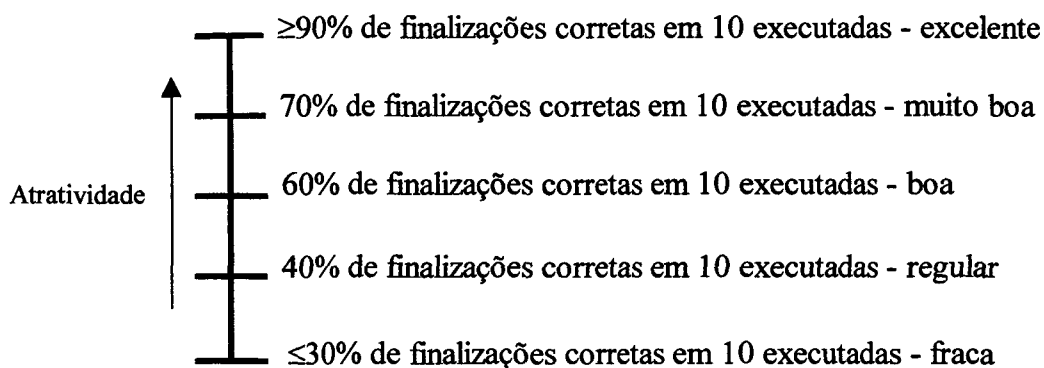 ≥90% de finalizações corretas em 10 executadas - excelente
70% de finalizações corretas em 10 executadas - muito boa
Atratividade
60% de finalizações corretas em 10 executadas - boa
40% de finalizações corretas em 10 executadas - regular
≤30% de finalizações corretas em 10 executadas - fraca